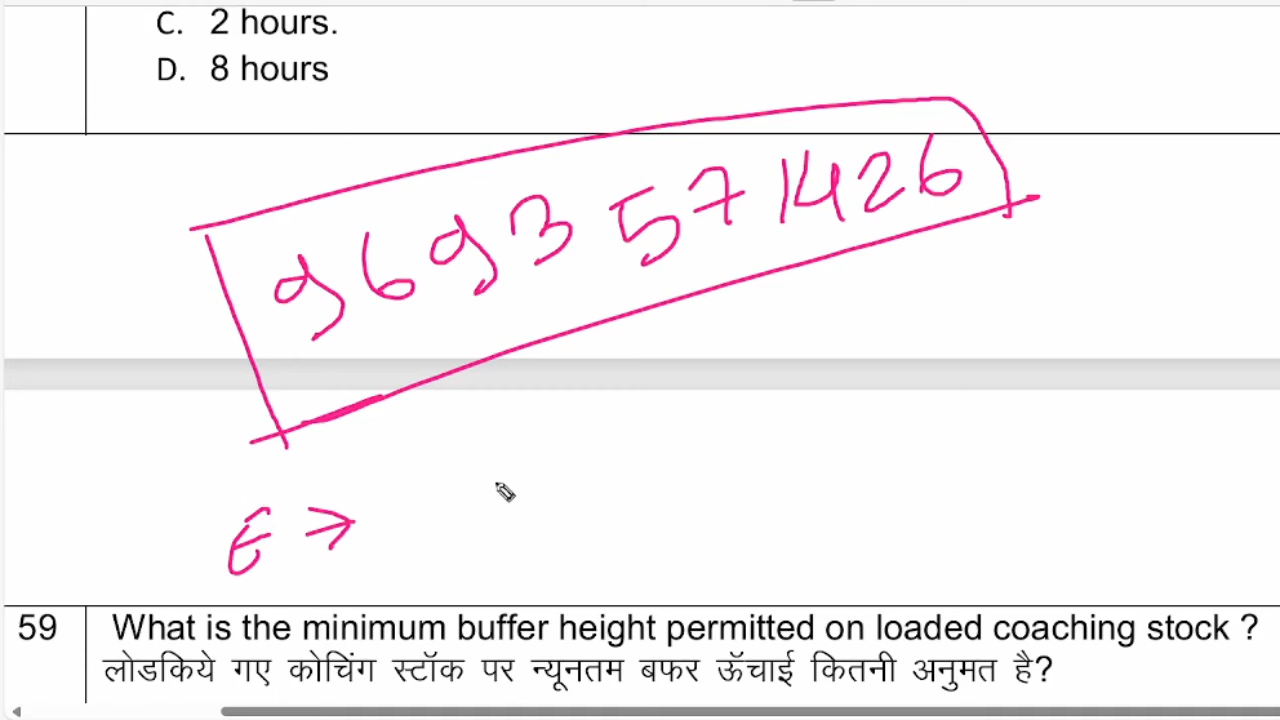 C. 2 hours.
D. 8 hours
9693571426
E →
59 What is the minimum buffer height permitted on loaded coaching stock ?
लोडकिये गए कोचिंग स्टॉक पर न्यूनतम बफर ऊँचाई कितनी अनुमत है?